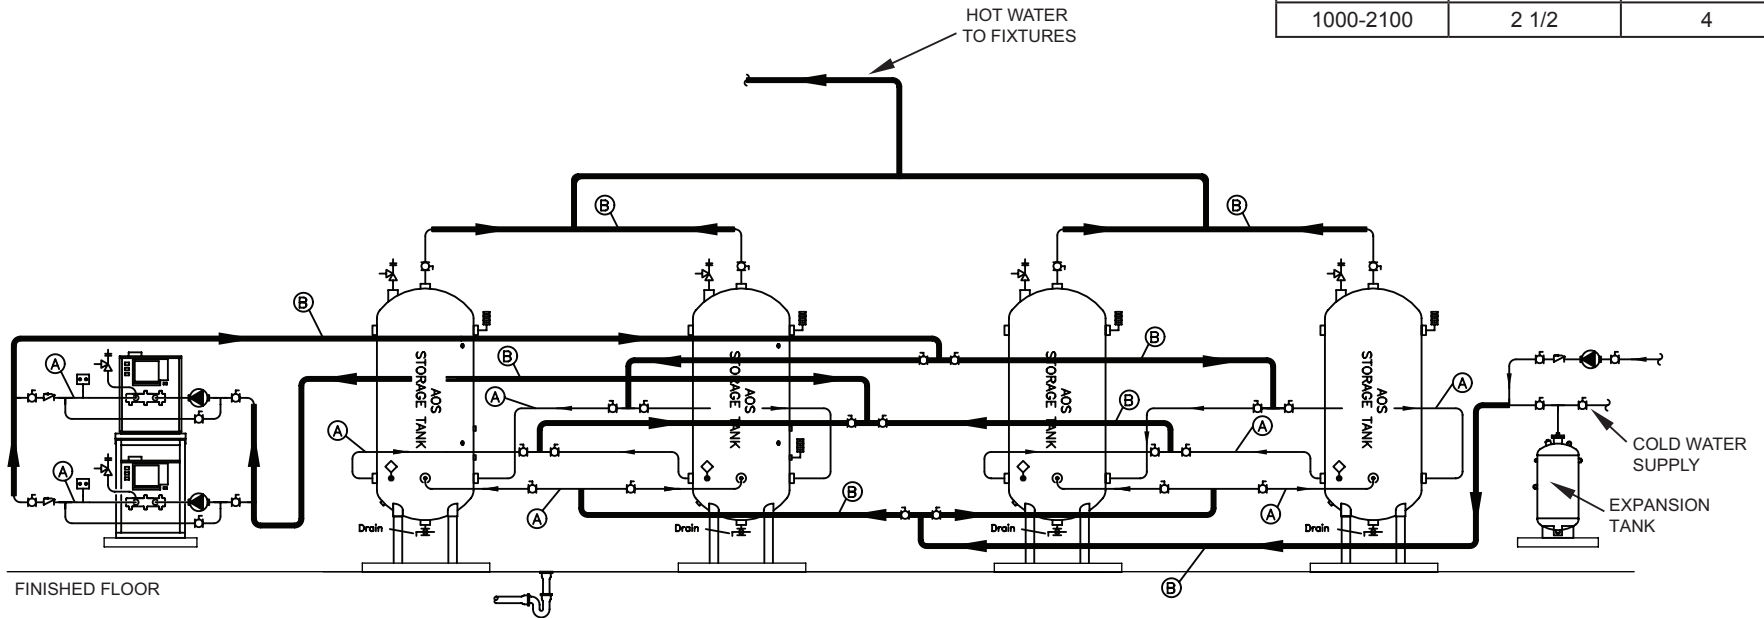 HOT WATER
TO FIXTURES
1000-2100 2 1/2 4
B
B
B
A
B
B
A
A
AOS
STORAGE TANK
AOS
STORAGE TANK
AOS
STORAGE TANK
AOS
STORAGE TANK
A
B
A
A
A
B
A
A
COLD WATER
SUPPLY
EXPANSION
TANK
Drain
Drain
Drain
Drain
B
FINISHED FLOOR